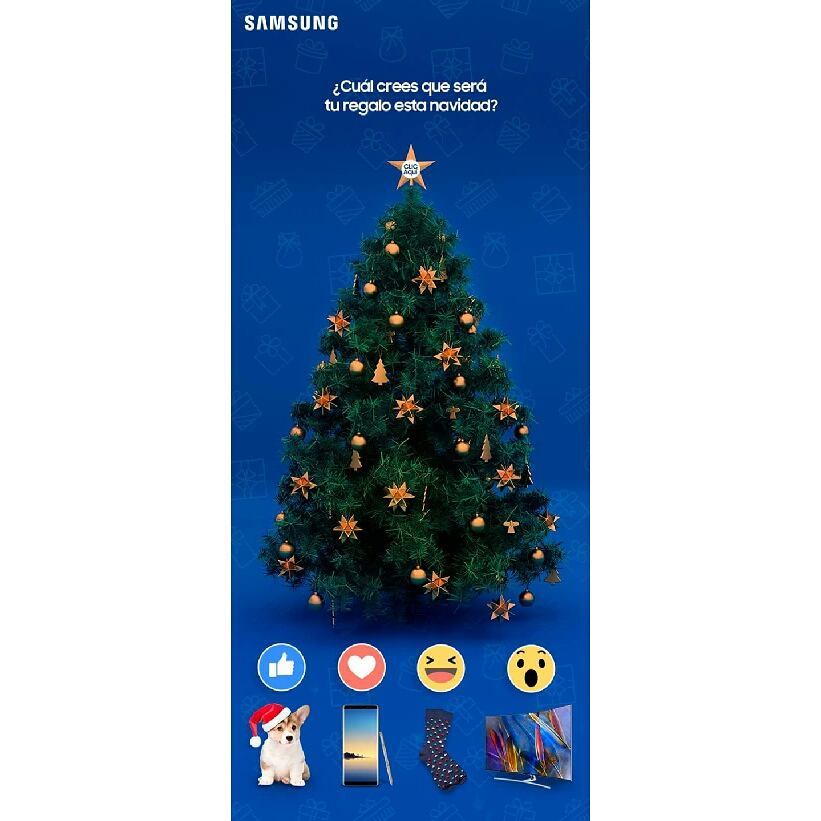 SAMSUNG
¿Cuál crees que será
tu regalo esta navidad?
CLIC
AQUÍ